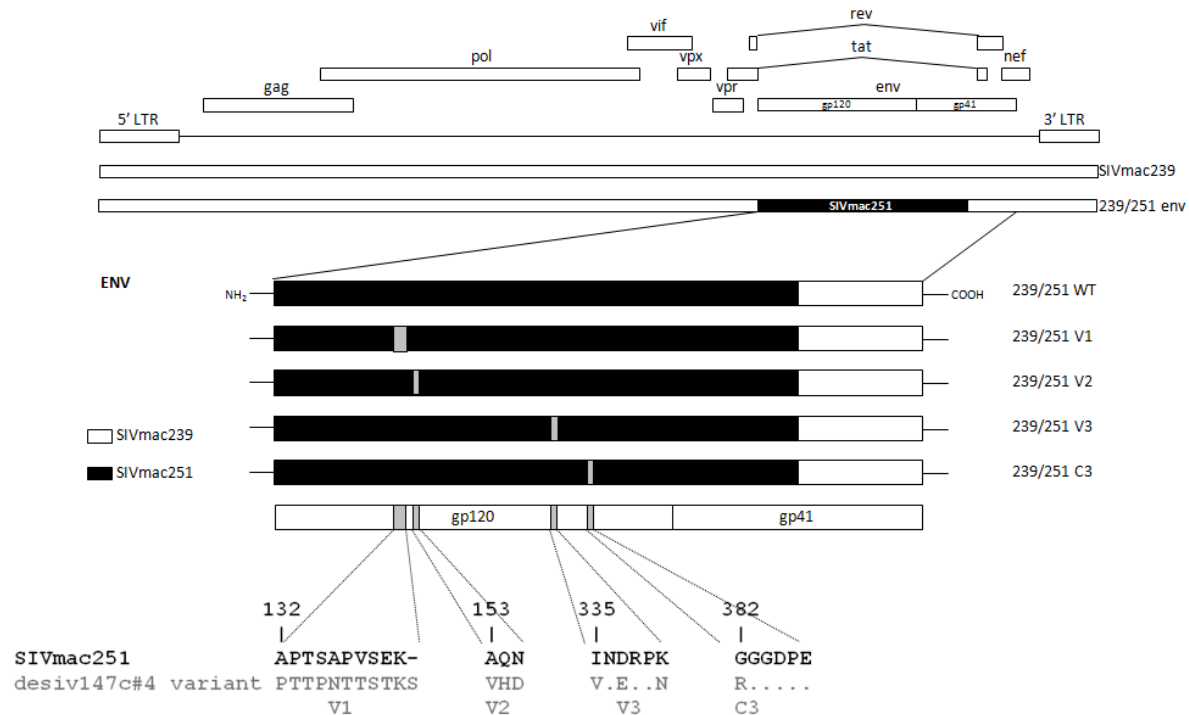 rev
vif
tat
pol
vpx
nef
gag
vpr
env
gp120 gp41
5' LTR
3' LTR
SIVmac239
SIVmac251
239/251 env
ENV
NH2
COOH
239/251 WT
239/251 V1
239/251 V2
239/251 V3
239/251 C3
SIVmac239
SIVmac251
gp120 gp41
132 153 335 382
SIVmac251 APTSAPVSEK- AQN INDRPK GGGDPE
desiv147c#4 variant PTTPNTTSTKS VHD V.E..N R.....
V1 V2 V3 C3